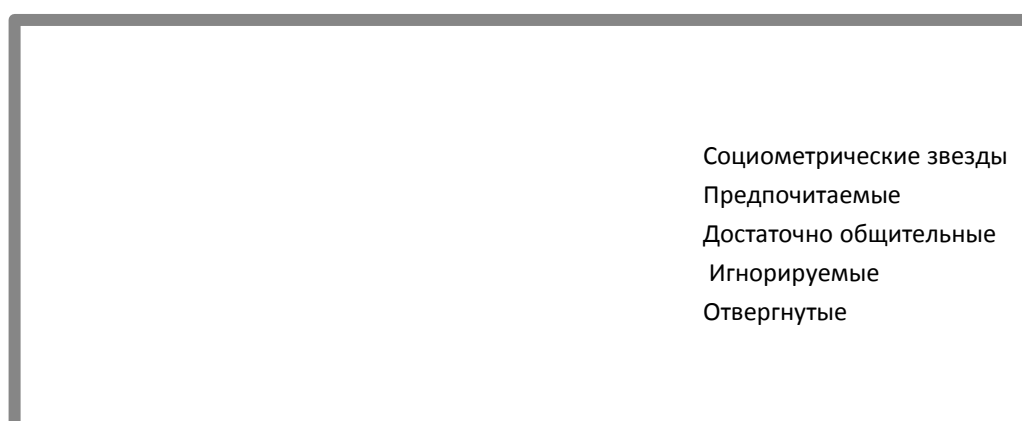 Социометрические звезды
Предпочитаемые
Достаточно общительные
Игнорируемые
Отвергнутые